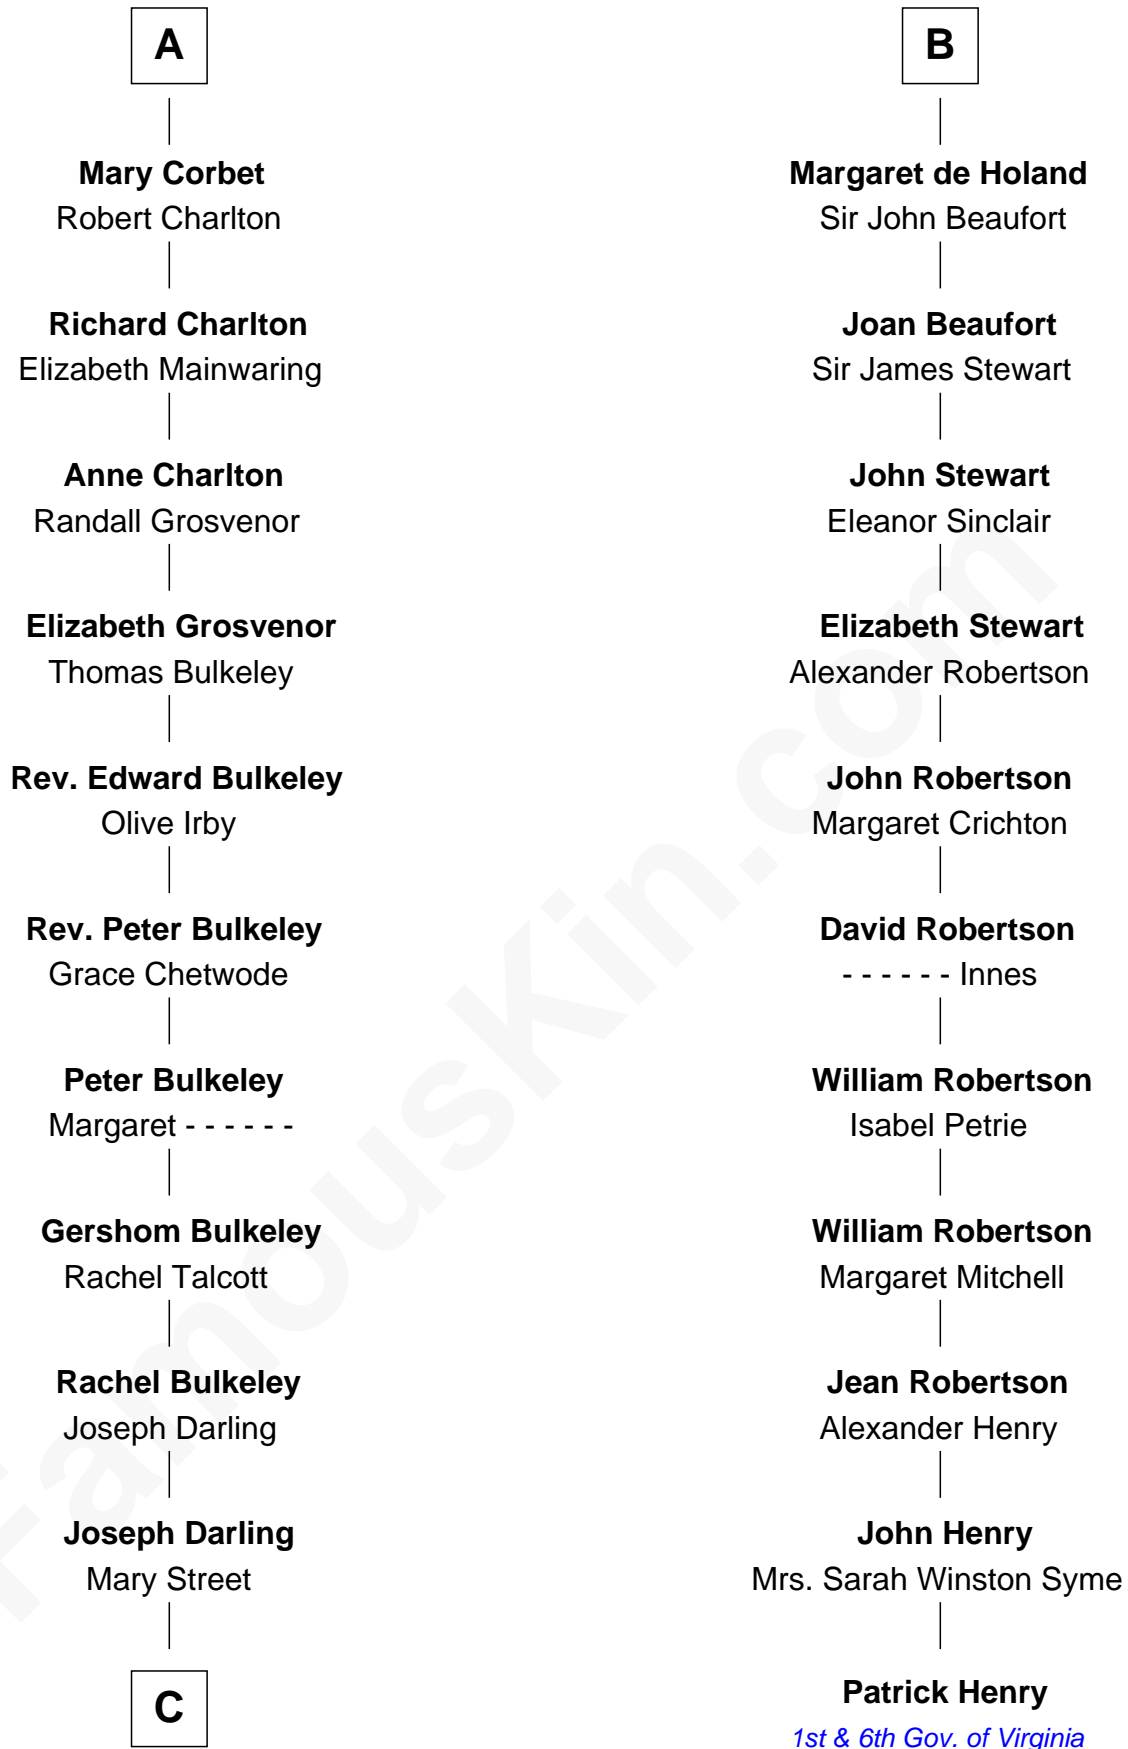 A
Mary Corbet
Robert Charlton
Richard Charlton
Elizabeth Mainwaring
Anne Charlton
Randall Grosvenor
Elizabeth Grosvenor
Thomas Bulkeley
Rev. Edward Bulkeley
Olive Irby
Rev. Peter Bulkeley
Grace Chetwode
Peter Bulkeley
Margaret - - - - - -
Gershom Bulkeley
Rachel Talcott
Rachel Bulkeley
Joseph Darling
Joseph Darling
Mary Street
C
B
Margaret de Holand
Sir John Beaufort
Joan Beaufort
Sir James Stewart
John Stewart
Eleanor Sinclair
Elizabeth Stewart
Alexander Robertson
John Robertson
Margaret Crichton
David Robertson
- - - - - - Innes
William Robertson
Isabel Petrie
William Robertson
Margaret Mitchell
Jean Robertson
Alexander Henry
John Henry
Mrs. Sarah Winston Syme
Patrick Henry
1st & 6th Gov. of Virginia
FamousKin.com